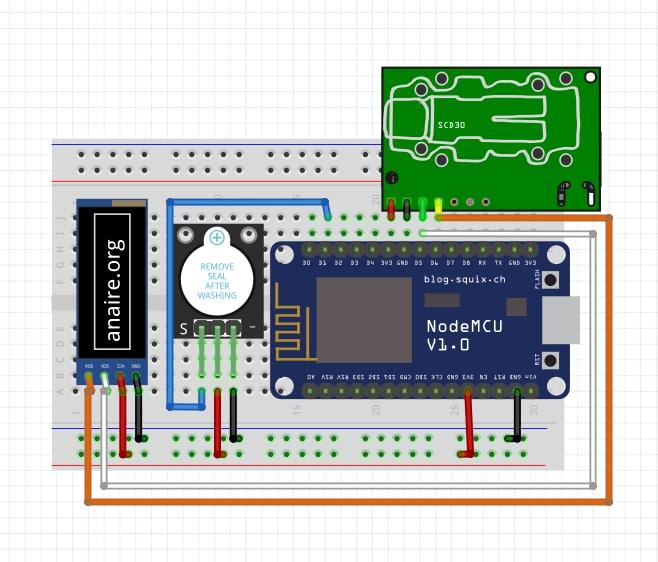 SCD30
20
J
I
H
G
F
anaire.org
REMOVE
SEAL
AFTER
WASHING
S
-
SDA
SCK
VCC
GND
D0 D1 D2 D3 D4 3V3 GND D5 D6 D7 D8 RX TX GND 3V3
blog.squix.ch
NodeMCU
V1.0
FLASH
RST
A0 RSV RSV SD3 SD2 SD1 CMD SD0 CLK GND 3V3 EN RST GND Vin
E
D
C
B
A
1
15
20
25
30